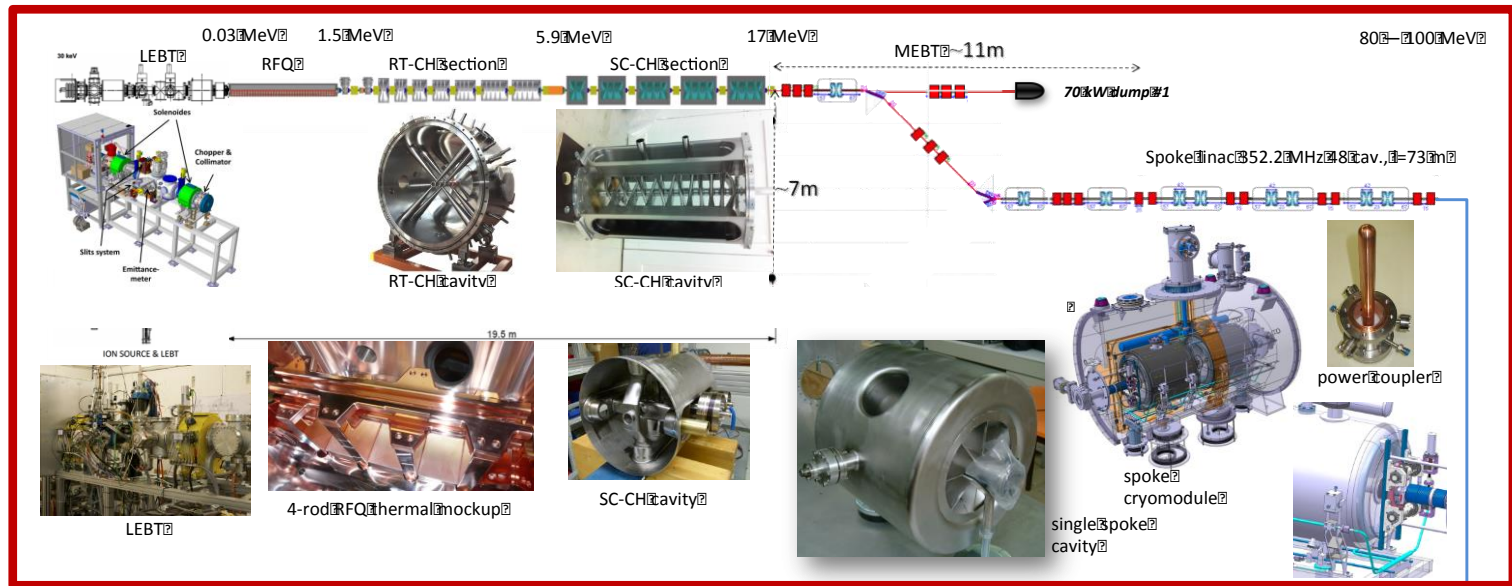 0.03 MeV
1.5 MeV
5.9 MeV
17 MeV
80 — 100 MeV
30 keV
LEBT
RFQ
RT-CH section
SC-CH section
MEBT ~11m
70 kW dump #1
Solenoides
Chopper &
Collimator
Slits system
Emittance-
meter
RT-CH cavity
SC-CH cavity
~7m
Spoke linac 352.2 MHz 48 cav., l=73 m
19.5 m
ION SOURCE & LEBT
LEBT
4-rod RFQ thermal mockup
SC-CH cavity
single spoke
cavity
spoke
cryomodule
power coupler